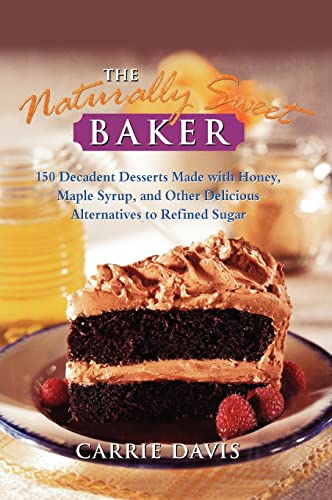 THE
Naturally Sweet
BAKER
150 Decadent Desserts Made with Honey,
Maple Syrup, and Other Delicious
Alternatives to Refined Sugar
CARRIE DAVIS